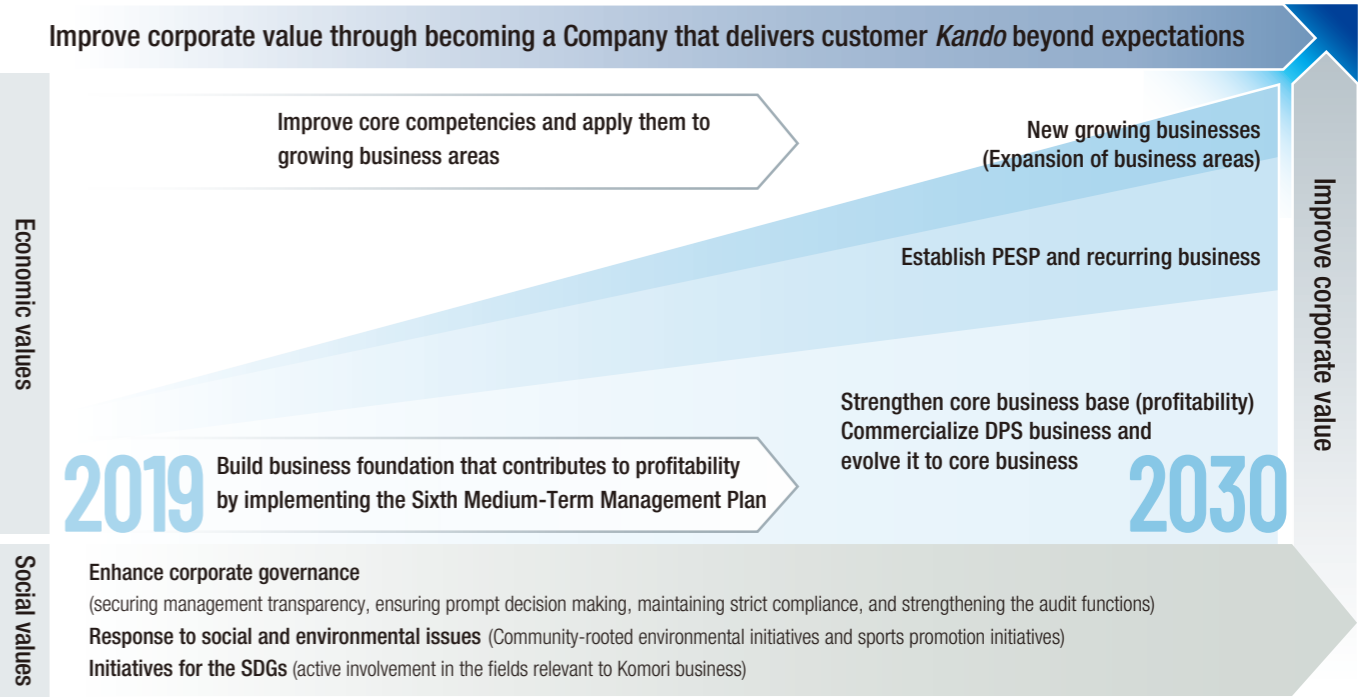 Improve corporate value through becoming a Company that delivers customer Kando beyond expectations
Economic values
Improve core competencies and apply them to
growing business areas
New growing businesses
(Expansion of business areas)
Establish PESP and recurring business
Strengthen core business base (profitability)
Commercialize DPS business and
evolve it to core business
2019
Build business foundation that contributes to profitability
by implementing the Sixth Medium-Term Management Plan
2030
Improve corporate value
Social values
Enhance corporate governance
(securing management transparency, ensuring prompt decision making, maintaining strict compliance, and strengthening the audit functions)
Response to social and environmental issues (Community-rooted environmental initiatives and sports promotion initiatives)
Initiatives for the SDGs (active involvement in the fields relevant to Komori business)